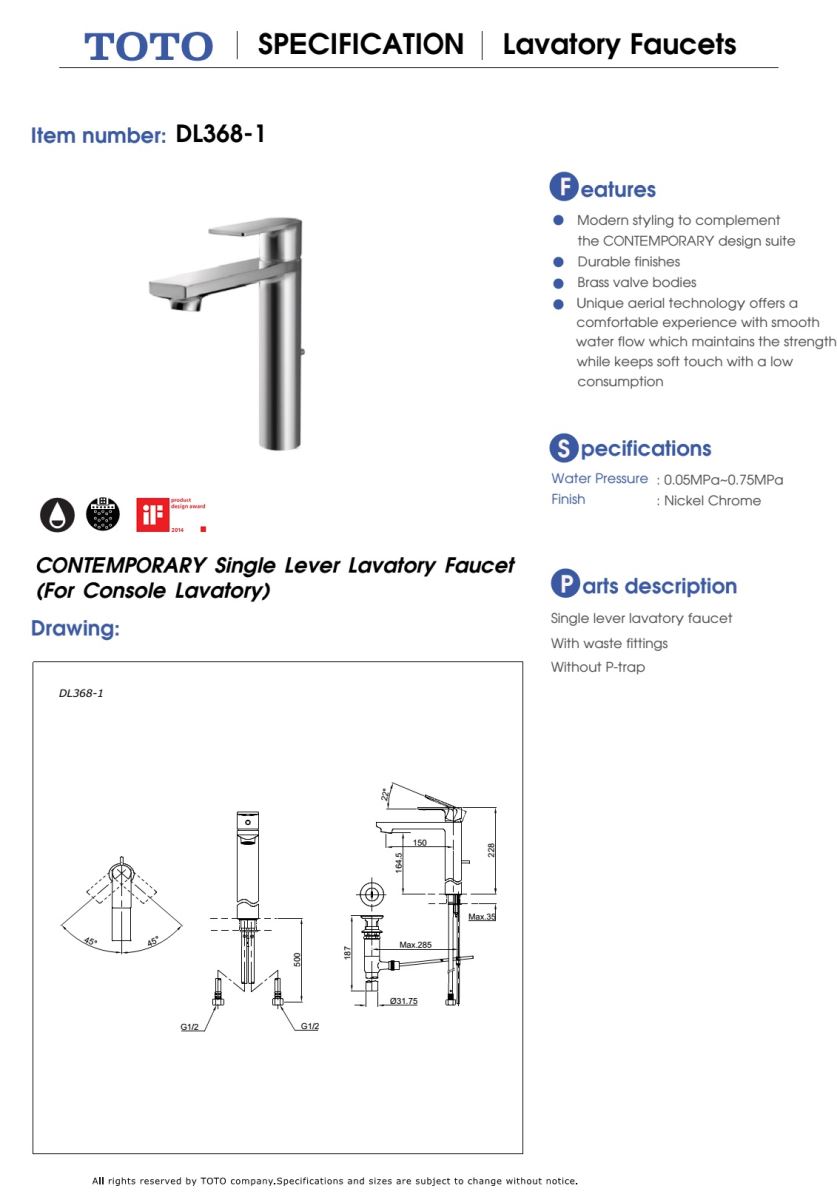 TOTO | SPECIFICATION | Lavatory Faucets
Item number: DL368-1
Features
Modern styling to complement
the CONTEMPORARY design suite
Durable finishes
Brass valve bodies
Unique aerial technology offers a
comfortable experience with smooth
water flow which maintains the strength
while keeps soft touch with a low
consumption
Specifications
Water Pressure : 0.05MPa~0.75MPa
Finish : Nickel Chrome
iF
product
design award
2014
CONTEMPORARY Single Lever Lavatory Faucet
(For Console Lavatory)
Parts description
Single lever lavatory faucet
With waste fittings
Without P-trap
Drawing:
DL368-1
22°
150
164.5
228
Max.35
45°
45°
500
187
Max.285
Ø31.75
G1/2
G1/2
All rights reserved by TOTO company.Specifications and sizes are subject to change without notice.